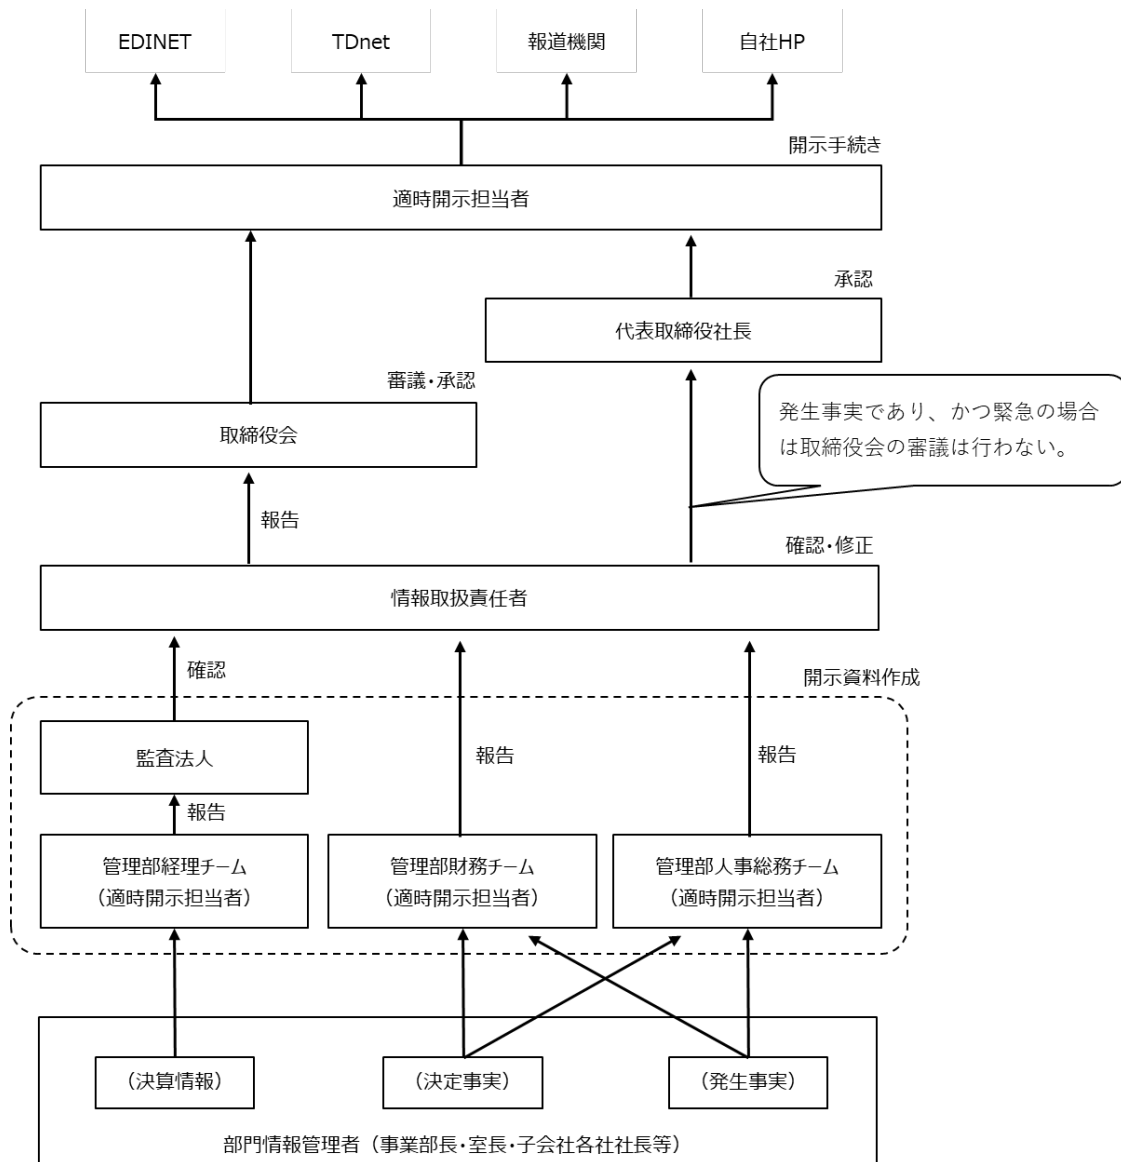 EDINET
TDnet
報道機関
自社HP
開示手続き
適時開示担当者
承認
代表取締役社長
審議・承認
取締役会
発生事実であり、かつ緊急の場合
は取締役会の審議は行わない。
報告
確認・修正
情報取扱責任者
確認
開示資料作成
監査法人
報告
報告
報告
管理部経理チーム
（適時開示担当者）
管理部財務チーム
（適時開示担当者）
管理部人事総務チーム
（適時開示担当者）
（決算情報）
（決定事実）
（発生事実）
部門情報管理者（事業部長・室長・子会社各社社長等）